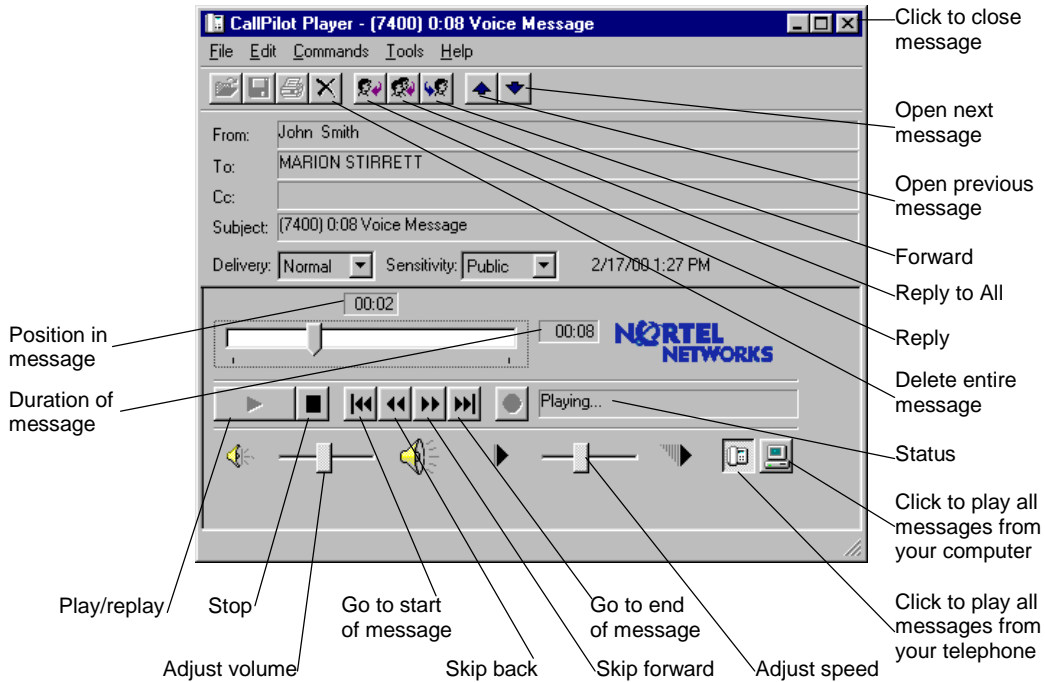 CallPilot Player - (7400) 0:08 Voice Message
File Edit Commands Tools Help
From: John Smith
To: MARION STIRRETT
Cc:
Subject: (7400) 0:08 Voice Message
Delivery: Normal Sensitivity: Public 2/17/00 1:27 PM
00:02
00:08
NORTEL
NETWORKS
Playing...
Click to close
message
Open next
message
Open previous
message
Forward
Reply to All
Reply
Delete entire
message
Status
Click to play all
messages from
your computer
Click to play all
messages from
your telephone
Position in
message
Duration of
message
Play/replay
Stop
Go to start
of message
Go to end
of message
Adjust volume
Skip back
Skip forward
Adjust speed